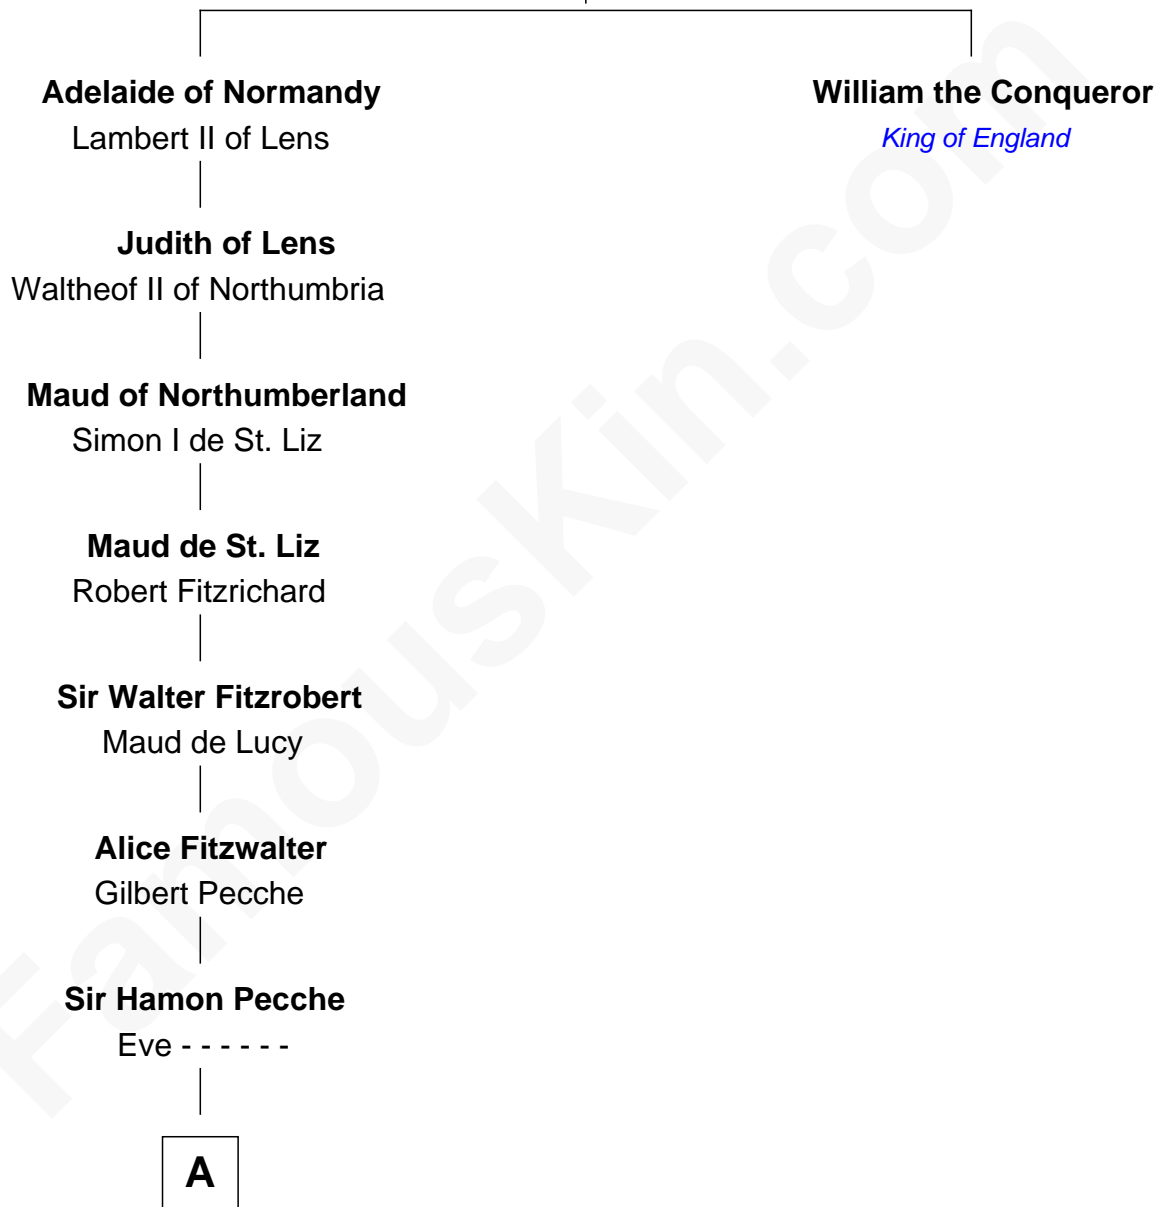 Adelaide of Normandy
Lambert II of Lens
William the Conqueror
King of England
Judith of Lens
Waltheof II of Northumbria
Maud of Northumberland
Simon I de St. Liz
Maud de St. Liz
Robert Fitzrichard
Sir Walter Fitzrobert
Maud de Lucy
Alice Fitzwalter
Gilbert Pecche
Sir Hamon Pecche
Eve - - - - - -
A
FamousKin.com